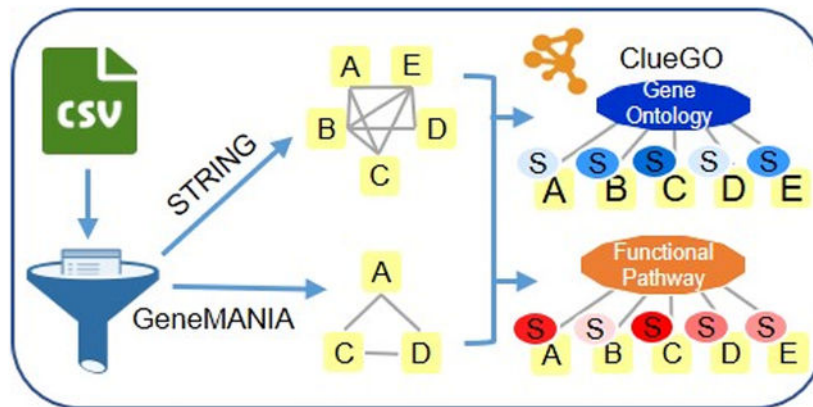 CSV
STRING
GeneMANIA
A E
B D
C
A
C D
ClueGO
Gene
Ontology
S S S S S
A B C D E
Functional
Pathway
S S S S S
A B C D E